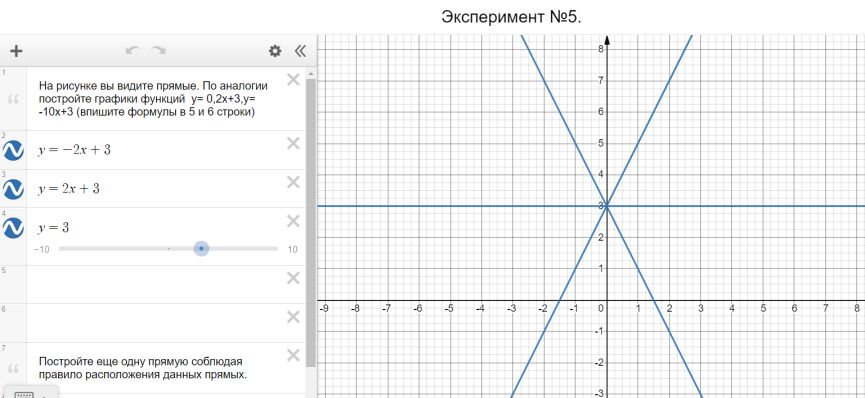 Эксперимент №5.
1
На рисунке вы видите прямые. По аналогии
постройте графики функций y= 0,2x+3,y=
-10x+3 (впишите формулы в 5 и 6 строки)
2
y = −2x + 3
3
y = 2x + 3
4
y = 3
−10
10
5
6
7
Постройте еще одну прямую соблюдая
правило расположения данных прямых.
8
7
6
5
4
3
2
1
-9 -8 -7 -6 -5 -4 -3 -2 -1 0 1 2 3 4 5 6 7 8
-1
-2
-3